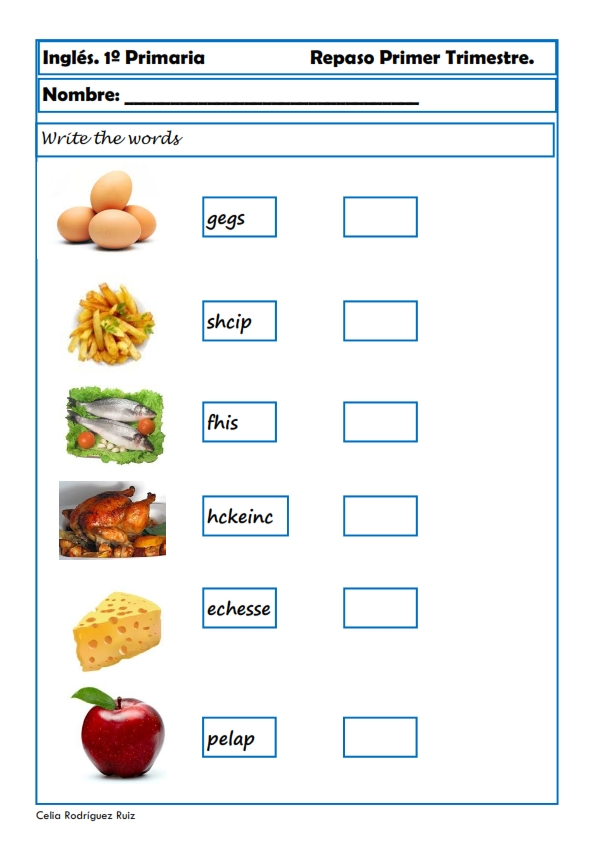 Inglés. 1º Primaria Repaso Primer Trimestre.
Nombre: ________________________________
Write the words
gegs
shcip
fhis
hckeinc
echesse
pelap
Celia Rodríguez Ruiz